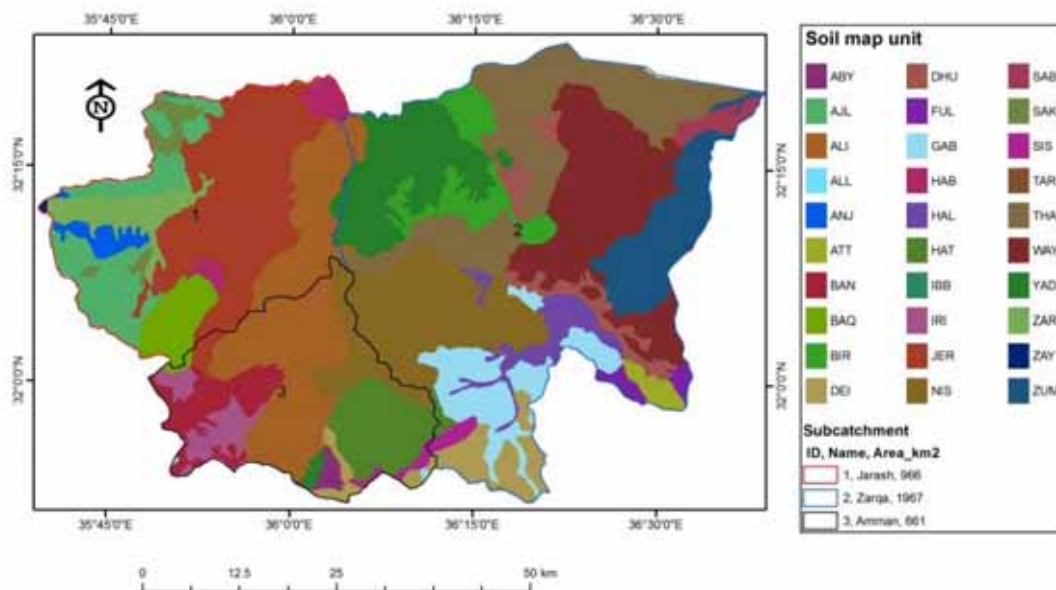 35°45'0"E 36°0'0"E 36°15'0"E 36°30'0"E
N
32°15'0"N 32°15'0"N
32°0'0"N 32°0'0"N
1
2
3
35°45'0"E 36°0'0"E 36°15'0"E 36°30'0"E
0 12.5 25 50 km
Soil map unit
ABY DHU SAB
AJL FUL SAK
ALI GAB SIS
ALL HAB TAR
ANJ HAL THA
ATT HAT WAY
BAN IBB YAD
BAQ IRI ZAR
BIR JER ZAY
DEI NIS ZUM
Subcatchment
ID, Name, Area_km2
1, Jarash, 966
2, Zarqa, 1967
3, Amman, 661